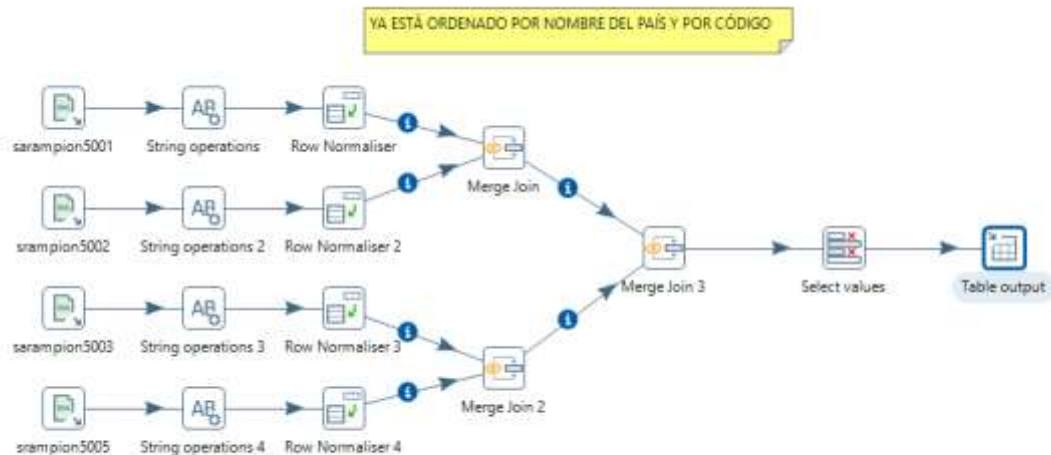 YA ESTÁ ORDENADO POR NOMBRE DEL PAÍS Y POR CÓDIGO
sarampion5001 String operations Row Normaliser
Merge Join
srampion5002 String operations 2 Row Normaliser 2
Merge Join 3 Select values Table output
sarampion5003 String operations 3 Row Normaliser 3
Merge Join 2
srampion5005 String operations 4 Row Normaliser 4